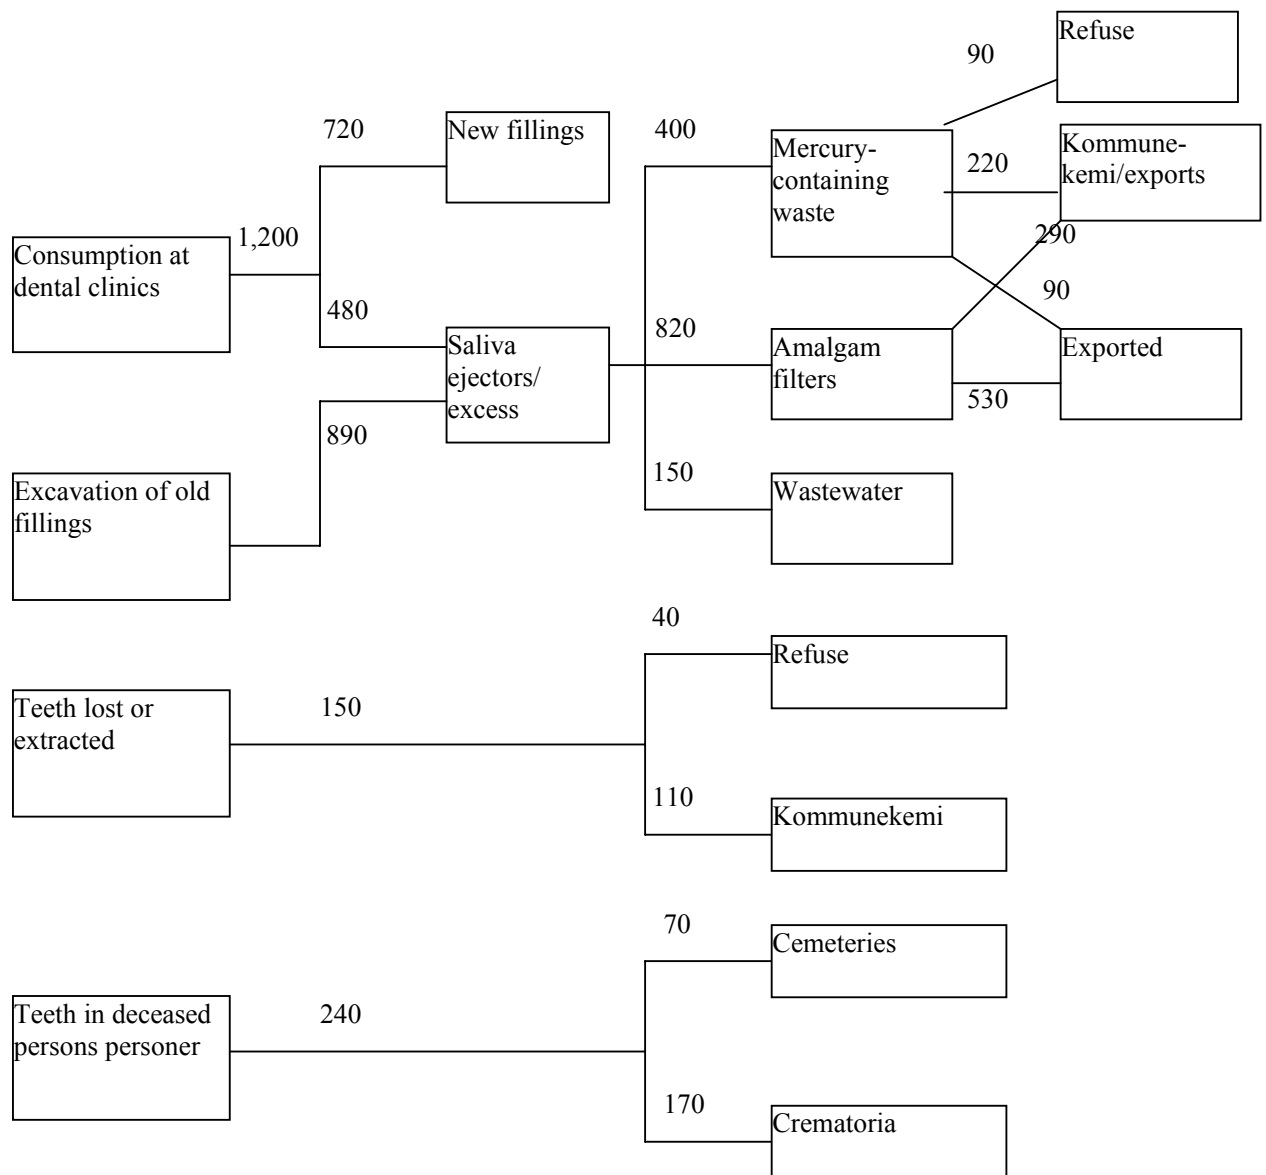 90
Refuse
720
New fillings
400
Mercury-
containing
waste
220
Kommune-
kemi/exports
1,200
Consumption at
dental clinics
290
90
480
Saliva
ejectors/
excess
820
Amalgam
filters
Exported
530
890
150
Wastewater
Excavation of old
fillings
40
Refuse
Teeth lost or
extracted
150
110
Kommunekemi
70
Cemeteries
Teeth in deceased
persons personer
240
170
Crematoria